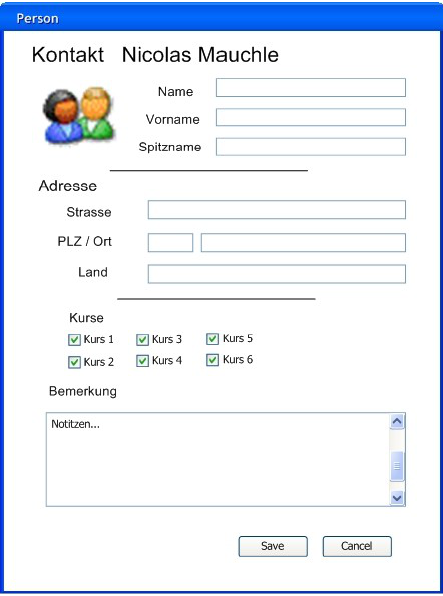 Person
Kontakt Nicolas Mauchle
Name
Vorname
Spitzname
Adresse
Strasse
PLZ / Ort
Land
Kurse
Kurs 1 Kurs 3 Kurs 5
Kurs 2 Kurs 4 Kurs 6
Bemerkung
Notitzen...
Save Cancel